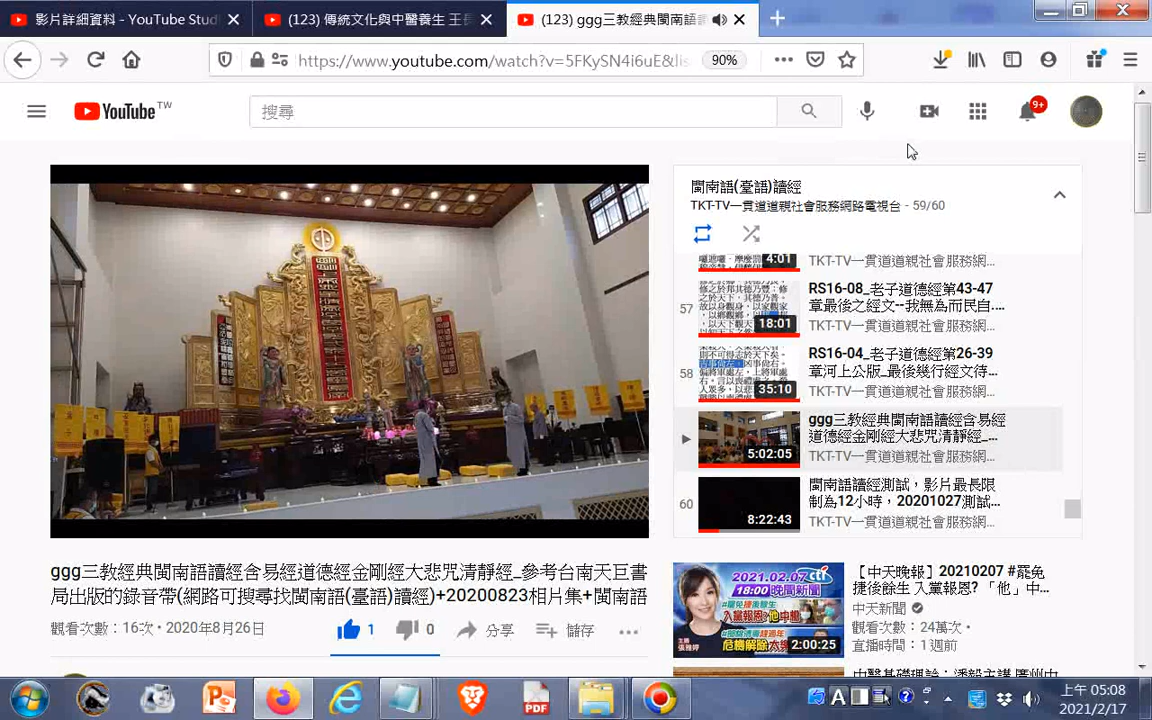 影片詳細資料 - YouTube Stud
(123) 傳統文化與中醫養生 王
(123) ggg三教經典閩南語
https://www.youtube.com/watch?v=5FKySN4i6uE&lis
90%
YouTube TW
搜尋
9+
閩南語(臺語)讀經
TKT-TV一貫道道親社會服務網路電視台 - 59/60
4:01
TKT-TV一貫道道親社會服務網...
57
18:01
RS16-08_老子道德經第43-47
章最後之經文--我無為而民自....
TKT-TV一貫道道親社會服務網...
58
35:10
RS16-04_老子道德經第26-39
章河上公版_最後幾行經文待...
TKT-TV一貫道道親社會服務網...
5:02:05
ggg三教經典閩南語讀經含易經
道德經金剛經大悲咒清靜經_...
TKT-TV一貫道道親社會服務網...
60
8:22:43
閩南語讀經測試，影片最長限
制為12小時，20201027測試...
TKT-TV一貫道道親社會服務網...
ggg三教經典閩南語讀經含易經道德經金剛經大悲咒清靜經_參考台南天巨書
局出版的錄音帶(網路可搜尋找閩南語(臺語)讀經)+20200823相片集+閩南語
觀看次數：16次・2020年8月26日
1
0
分享
儲存
2021.02.07
18:00 晚間新聞
2:00:25
【中天晚報】20210207 #罷免
捷後餘生 入黨報恩? 「他」中...
中天新聞
觀看次數：24萬次・
直播時間：1 週前
上午 05:08
2021/2/17